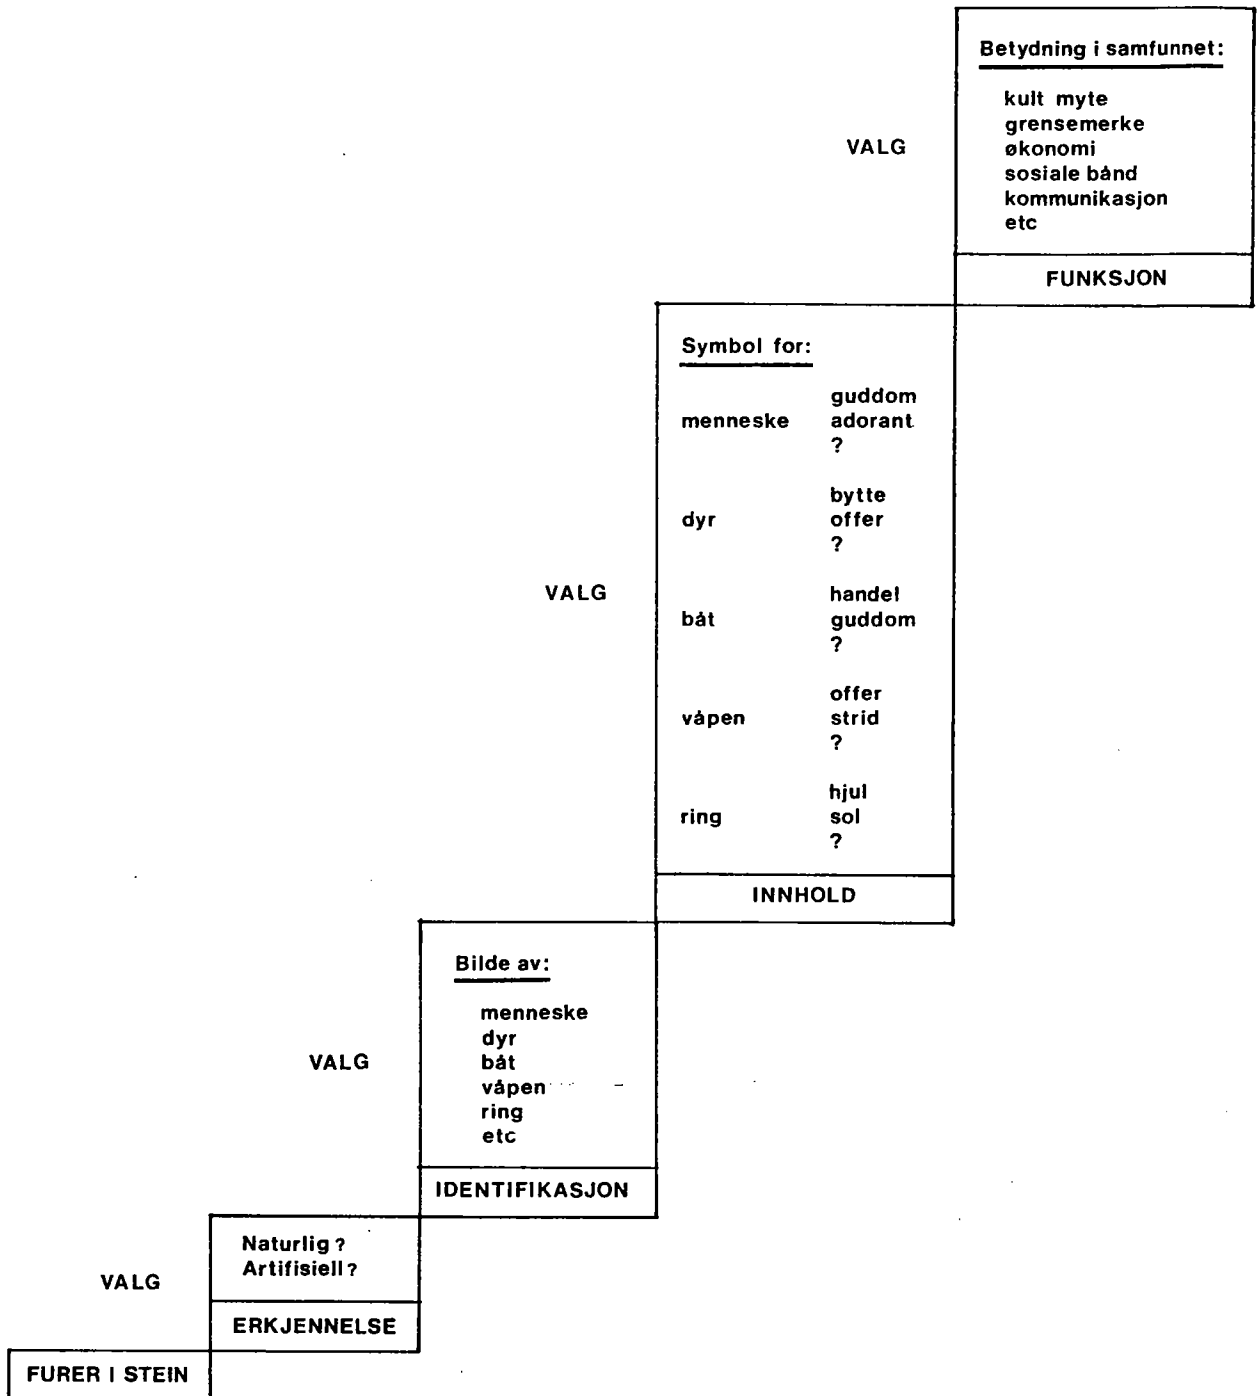 Betydning i samfunnet:
kult myte
grensemerke
økonomi
sosiale bånd
kommunikasjon
etc
VALG
FUNKSJON
Symbol for:
menneske
guddom
adorant
?
dyr
bytte
offer
?
båt
handel
guddom
?
våpen
offer
strid
?
ring
hjul
sol
?
VALG
INNHOLD
Bilde av:
menneske
dyr
båt
våpen
ring
etc
VALG
IDENTIFIKASJON
Naturlig ?
Artifisiell ?
VALG
ERKJENNELSE
FURER I STEIN